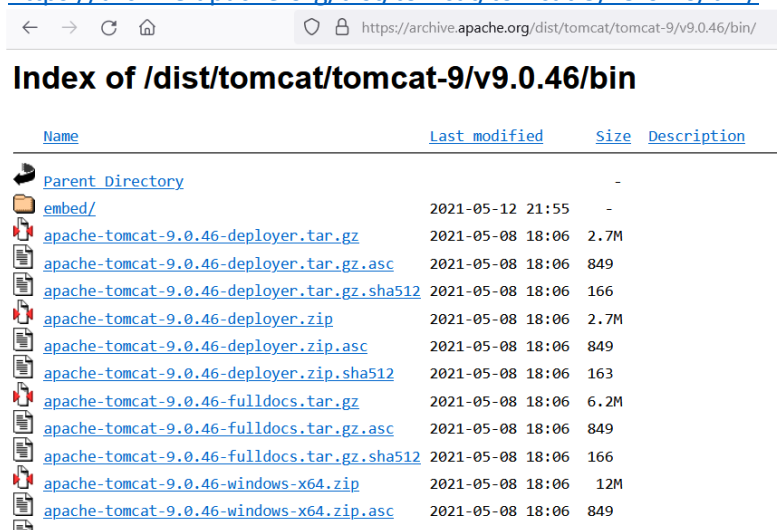 https://archive.apache.org/dist/tomcat/tomcat-9/v9.0.46/bin/
Index of /dist/tomcat/tomcat-9/v9.0.46/bin
Name Last modified Size Description
Parent Directory -
embed/ 2021-05-12 21:55 -
apache-tomcat-9.0.46-deployer.tar.gz 2021-05-08 18:06 2.7M
apache-tomcat-9.0.46-deployer.tar.gz.asc 2021-05-08 18:06 849
apache-tomcat-9.0.46-deployer.tar.gz.sha512 2021-05-08 18:06 166
apache-tomcat-9.0.46-deployer.zip 2021-05-08 18:06 2.7M
apache-tomcat-9.0.46-deployer.zip.asc 2021-05-08 18:06 849
apache-tomcat-9.0.46-deployer.zip.sha512 2021-05-08 18:06 163
apache-tomcat-9.0.46-fulldocs.tar.gz 2021-05-08 18:06 6.2M
apache-tomcat-9.0.46-fulldocs.tar.gz.asc 2021-05-08 18:06 849
apache-tomcat-9.0.46-fulldocs.tar.gz.sha512 2021-05-08 18:06 166
apache-tomcat-9.0.46-windows-x64.zip 2021-05-08 18:06 12M
apache-tomcat-9.0.46-windows-x64.zip.asc 2021-05-08 18:06 849